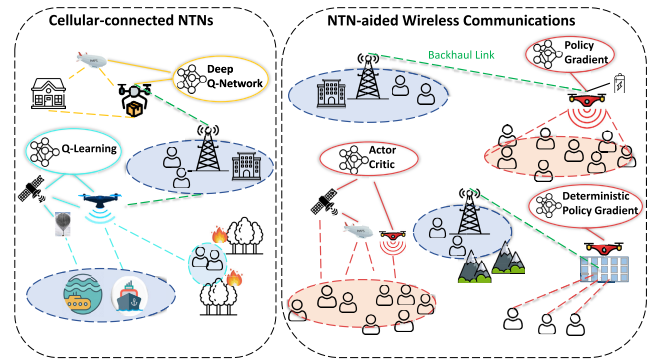 Cellular-connected NTNs
NTN-aided Wireless Communications
Deep
Q-Network
Q-Learning
Backhaul Link
Policy
Gradient
Actor
Critic
Deterministic
Policy Gradient